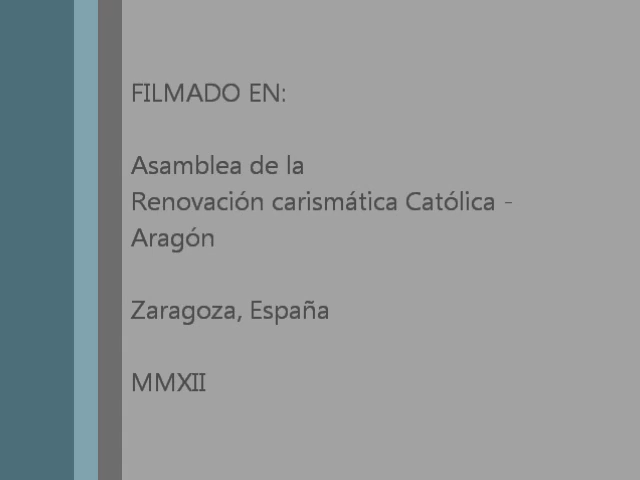 FILMADO EN:
Asamblea de la
Renovación carismática Católica -
Aragón
Zaragoza, España
MMXII